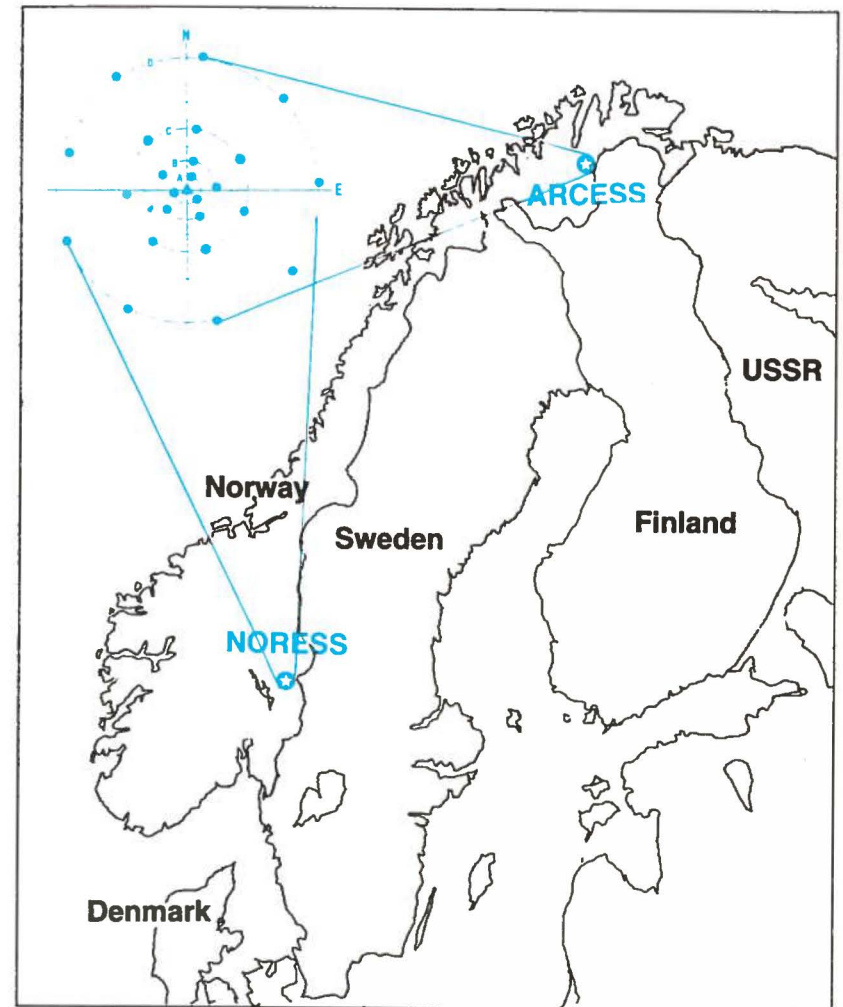 N
D
C
B
A
E
ARCESS
USSR
Norway
Sweden
Finland
NORESS
Denmark